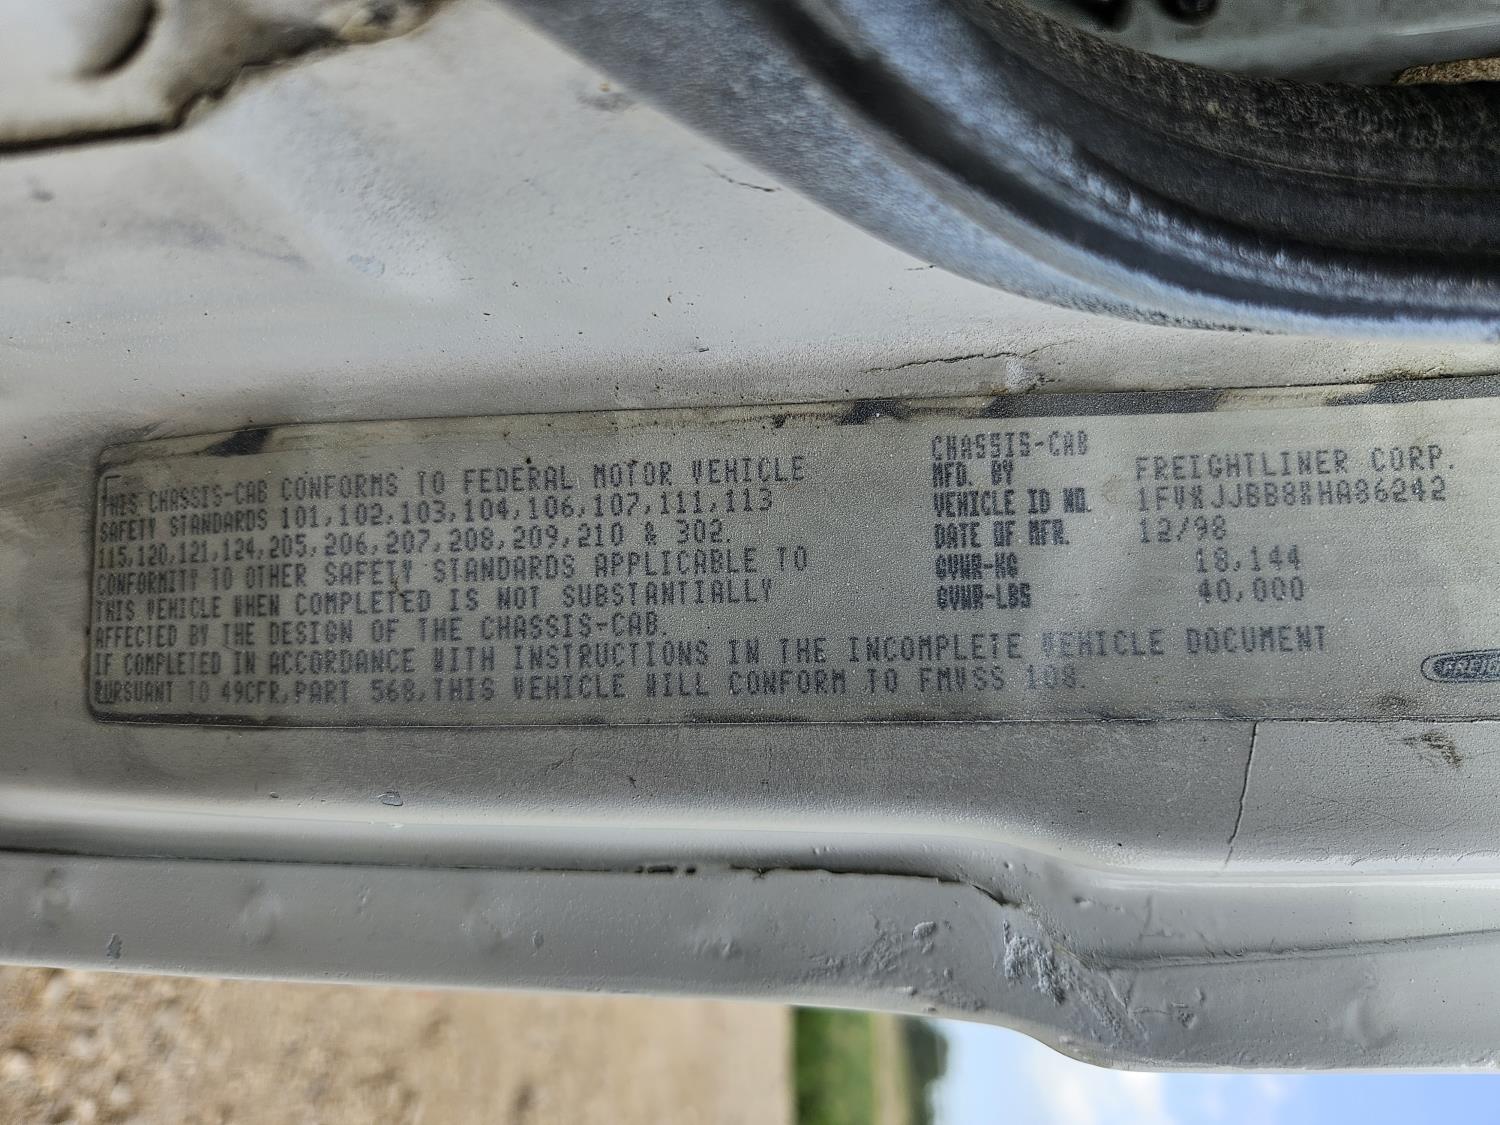 THIS CHASSIS-CAB CONFORMS TO FEDERAL MOTOR VEHICLE
SAFETY STANDARDS 101,102,103,104,106,107,111,113
115,120,121,124,205,206,207,208,209,210 & 302.
CONFORMITY TO OTHER SAFETY STANDARDS APPLICABLE TO
THIS VEHICLE WHEN COMPLETED IS NOT SUBSTANTIALLY
AFFECTED BY THE DESIGN OF THE CHASSIS-CAB.
IF COMPLETED IN ACCORDANCE WITH INSTRUCTIONS IN THE INCOMPLETE VEHICLE DOCUMENT
PURSUANT TO 49CFR,PART 568,THIS VEHICLE WILL CONFORM TO FMVSS 108.
CHASSIS-CAB
MFD. BY FREIGHTLINER CORP.
VEHICLE ID NO.
DATE OF MFR. 12/98
GVWR-KG 18,144
GVWR-LBS 40,000